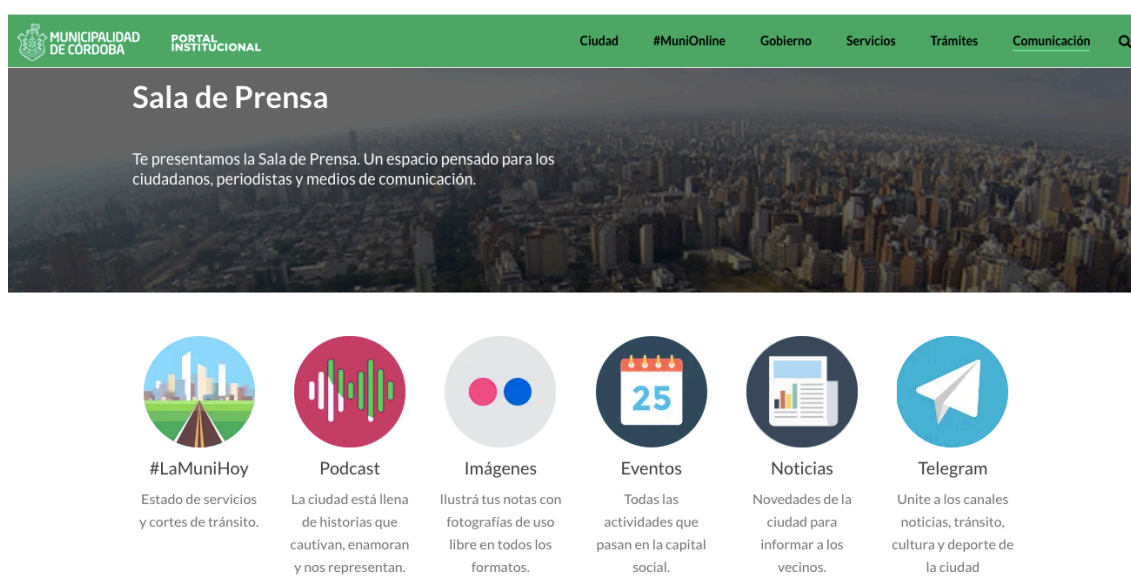 MUNICIPALIDAD
DE CÓRDOBA
PORTAL
INSTITUCIONAL
Ciudad #MuniOnline Gobierno Servicios Trámites Comunicación
Sala de Prensa
Te presentamos la Sala de Prensa. Un espacio pensado para los
ciudadanos, periodistas y medios de comunicación.
25
#LaMuniHoy
Estado de servicios
y cortes de tránsito.
Podcast
La ciudad está llena
de historias que
cautivan, enamoran
y nos representan.
Imágenes
Ilustrá tus notas con
fotografías de uso
libre en todos los
formatos.
Eventos
Todas las
actividades que
pasan en la capital
social.
Noticias
Novedades de la
ciudad para
informar a los
vecinos.
Telegram
Unite a los canales
noticias, tránsito,
cultura y deporte de
la ciudad